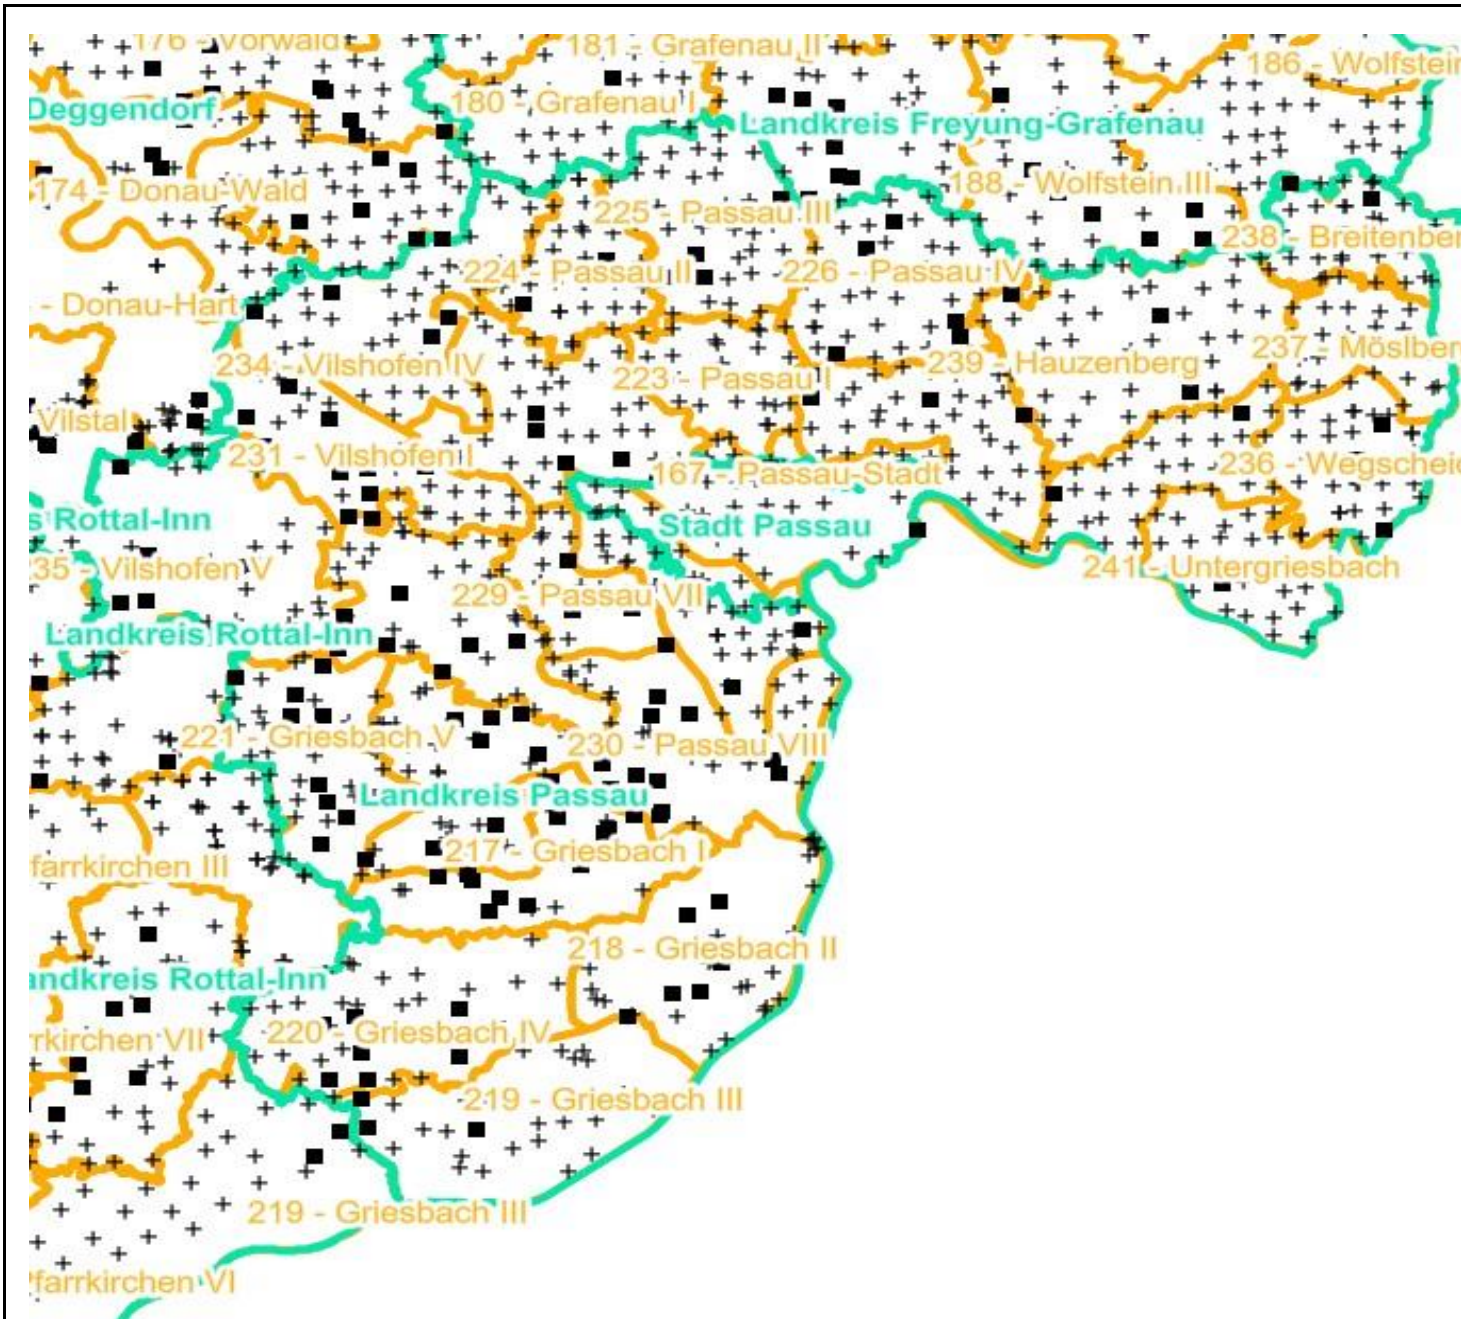 176 - Vorwald
181 - Grafenau II
186 - Wolfstein
180 - Grafenau I
Deggendorf
Landkreis Freyung-Grafenau
174 - Donau-Wald
188 - Wolfstein III
225 - Passau III
238 - Breitenber
224 - Passau II
226 - Passau IV
- Donau-Hart
237 - Möslber
234 - Vilshofen IV
223 - Passau I
239 - Hauzenberg
Vilstal
231 - Vilshofen I
167 - Passau-Stadt
236 - Wegscheid
s Rottal-Inn
Stadt Passau
35 - Vilshofen V
241 - Untergriesbach
229 - Passau VII
Landkreis Rottal-Inn
221 - Griesbach V
230 - Passau VIII
Landkreis Passau
217 - Griesbach I
farrkirchen III
218 - Griesbach II
andkreis Rottal-Inn
220 - Griesbach IV
rrkirchen VII
219 - Griesbach III
219 - Griesbach III
Pfarrkirchen VI